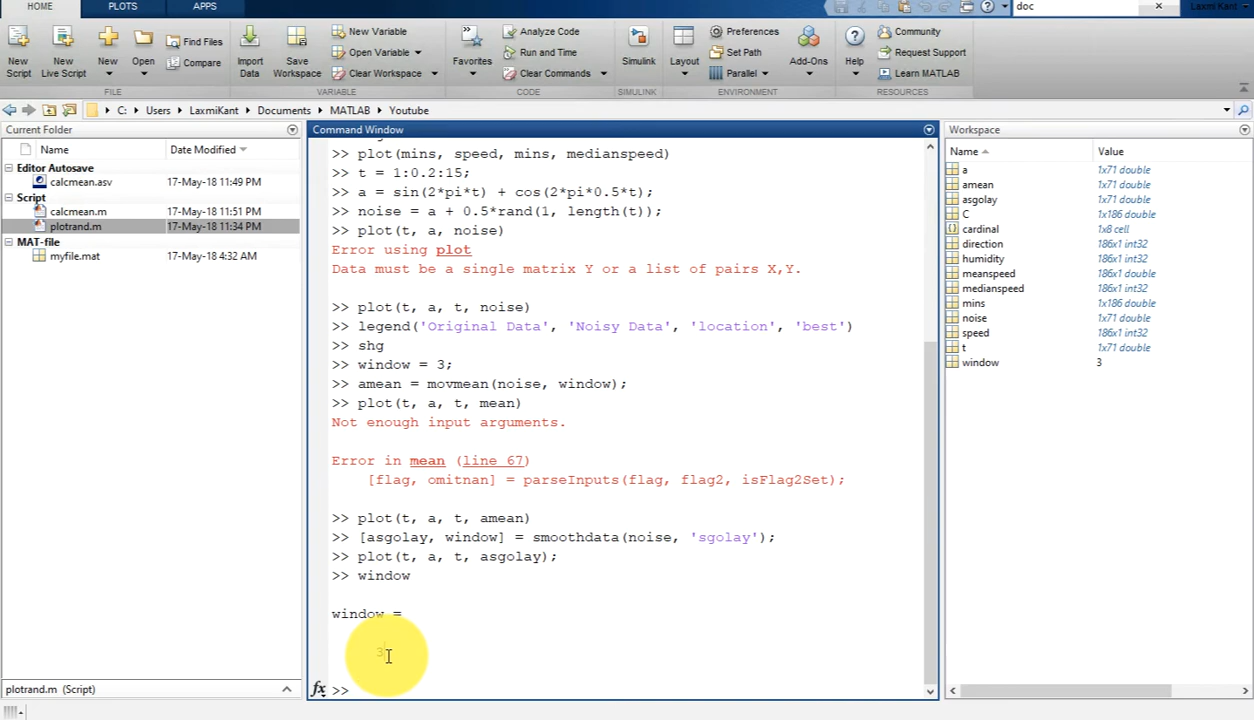 HOME PLOTS APPS doc Laxmi Kant
New Script
New Live Script
New
Open
Find Files
Compare
FILE
Import Data
Save Workspace
New Variable
Open Variable
Clear Workspace
VARIABLE
Favorites
Analyze Code
Run and Time
Clear Commands
CODE
Simulink
SIMULINK
Layout
Preferences
Set Path
Parallel
Add-Ons
ENVIRONMENT
Help
Community
Request Support
Learn MATLAB
RESOURCES
C: Users LaxmiKant Documents MATLAB Youtube
Current Folder
Name Date Modified
Editor Autosave
calcmean.asv 17-May-18 11:49 PM
Script
calcmean.m 17-May-18 11:51 PM
plotrand.m 17-May-18 11:34 PM
MAT-file
myfile.mat 17-May-18 4:32 AM
plotrand.m (Script)
Command Window
>> plot(mins, speed, mins, medianspeed)
>> t = 1:0.2:15;
>> a = sin(2*pi*t) + cos(2*pi*0.5*t);
>> noise = a + 0.5*rand(1, length(t));
>> plot(t, a, noise)
Error using plot
Data must be a single matrix Y or a list of pairs X,Y.
>> plot(t, a, t, noise)
>> legend('Original Data', 'Noisy Data', 'location', 'best')
>> shg
>> window = 3;
>> amean = movmean(noise, window);
>> plot(t, a, t, mean)
Not enough input arguments.
Error in mean (line 67)
[flag, omitnan] = parseInputs(flag, flag2, isFlag2Set);
>> plot(t, a, t, amean)
>> [asgolay, window] = smoothdata(noise, 'sgolay');
>> plot(t, a, t, asgolay);
>> window
window =
3
fx >>
Workspace
Name Value
a 1x71 double
amean 1x71 double
asgolay 1x71 double
C 1x186 double
cardinal 1x8 cell
direction 186x1 int32
humidity 186x1 int32
meanspeed 186x1 int32
medianspeed 186x1 int32
mins 1x186 double
noise 1x71 double
speed 186x1 int32
t 1x71 double
window 3